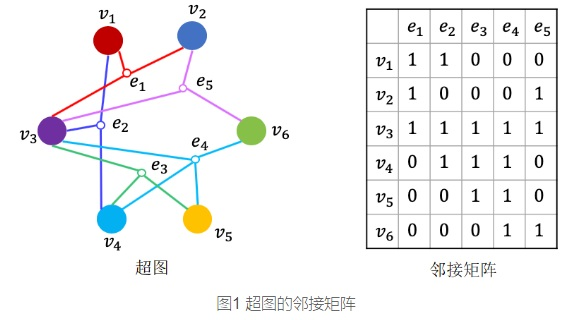 v₁ v₂
e₁
e₅
v₃ e₂ v₆
e₄
e₃
v₄ v₅
超图
e₁ e₂ e₃ e₄ e₅
v₁ 1 1 0 0 0
v₂ 1 0 0 0 1
v₃ 1 1 1 1 1
v₄ 0 1 1 1 0
v₅ 0 0 1 1 0
v₆ 0 0 0 1 1
邻接矩阵
图1 超图的邻接矩阵